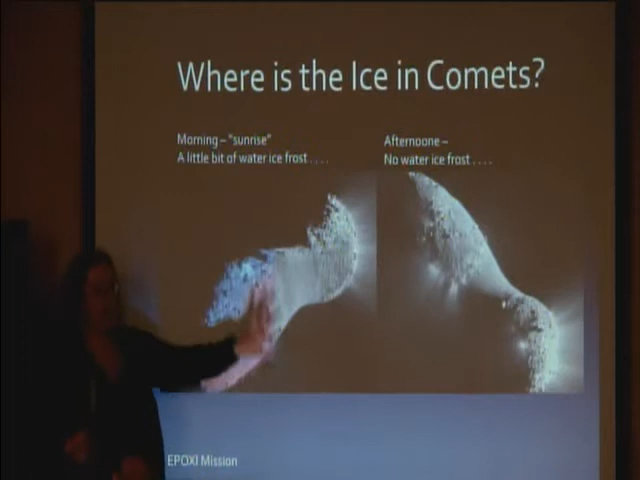 Where is the Ice in Comets?
Morning – "sunrise"
A little bit of water ice frost . . . .
Afternoone –
No water ice frost . . . . .
EPOXI Mission